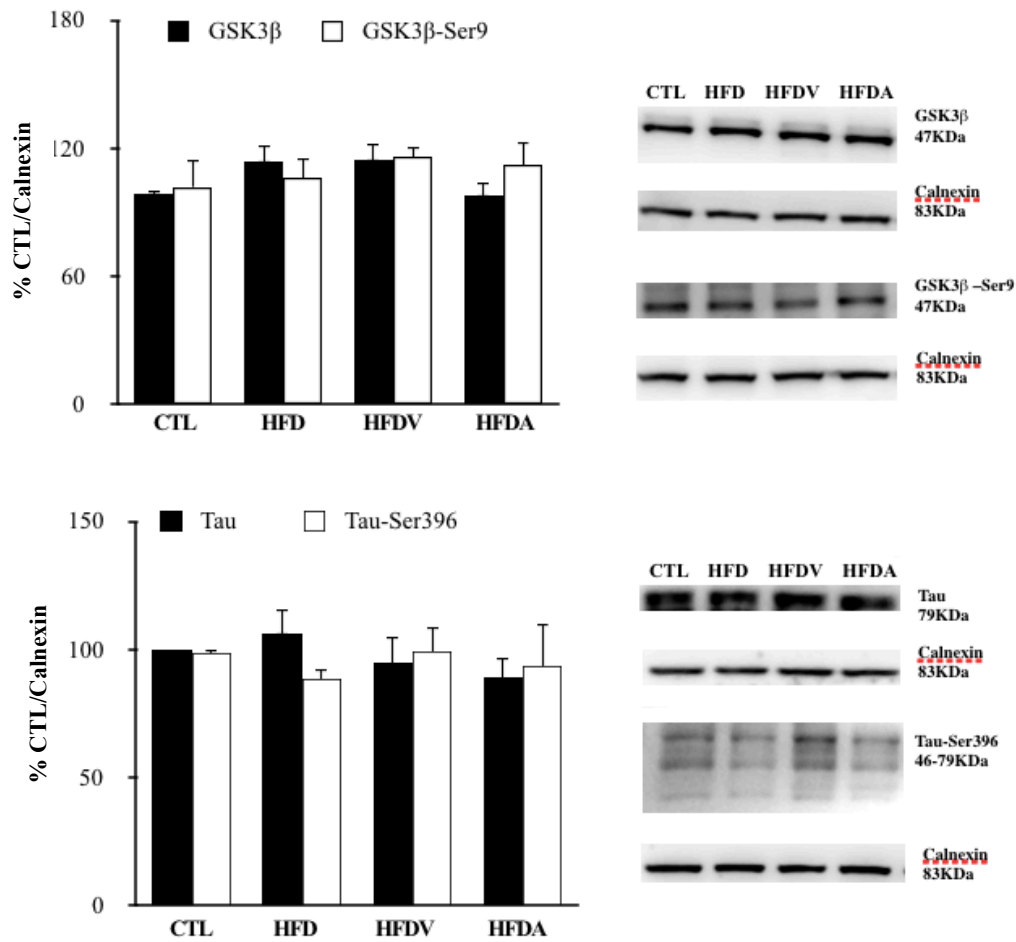 180
120
60
0
% CTL/Calnexin
GSK3β GSK3β-Ser9
CTL HFD HFDV HFDA
CTL HFD HFDV HFDA
GSK3β
47KDa
Calnexin
83KDa
GSK3β –Ser9
47KDa
Calnexin
83KDa
150
100
50
0
% CTL/Calnexin
Tau Tau-Ser396
CTL HFD HFDV HFDA
CTL HFD HFDV HFDA
Tau
79KDa
Calnexin
83KDa
Tau-Ser396
46-79KDa
Calnexin
83KDa